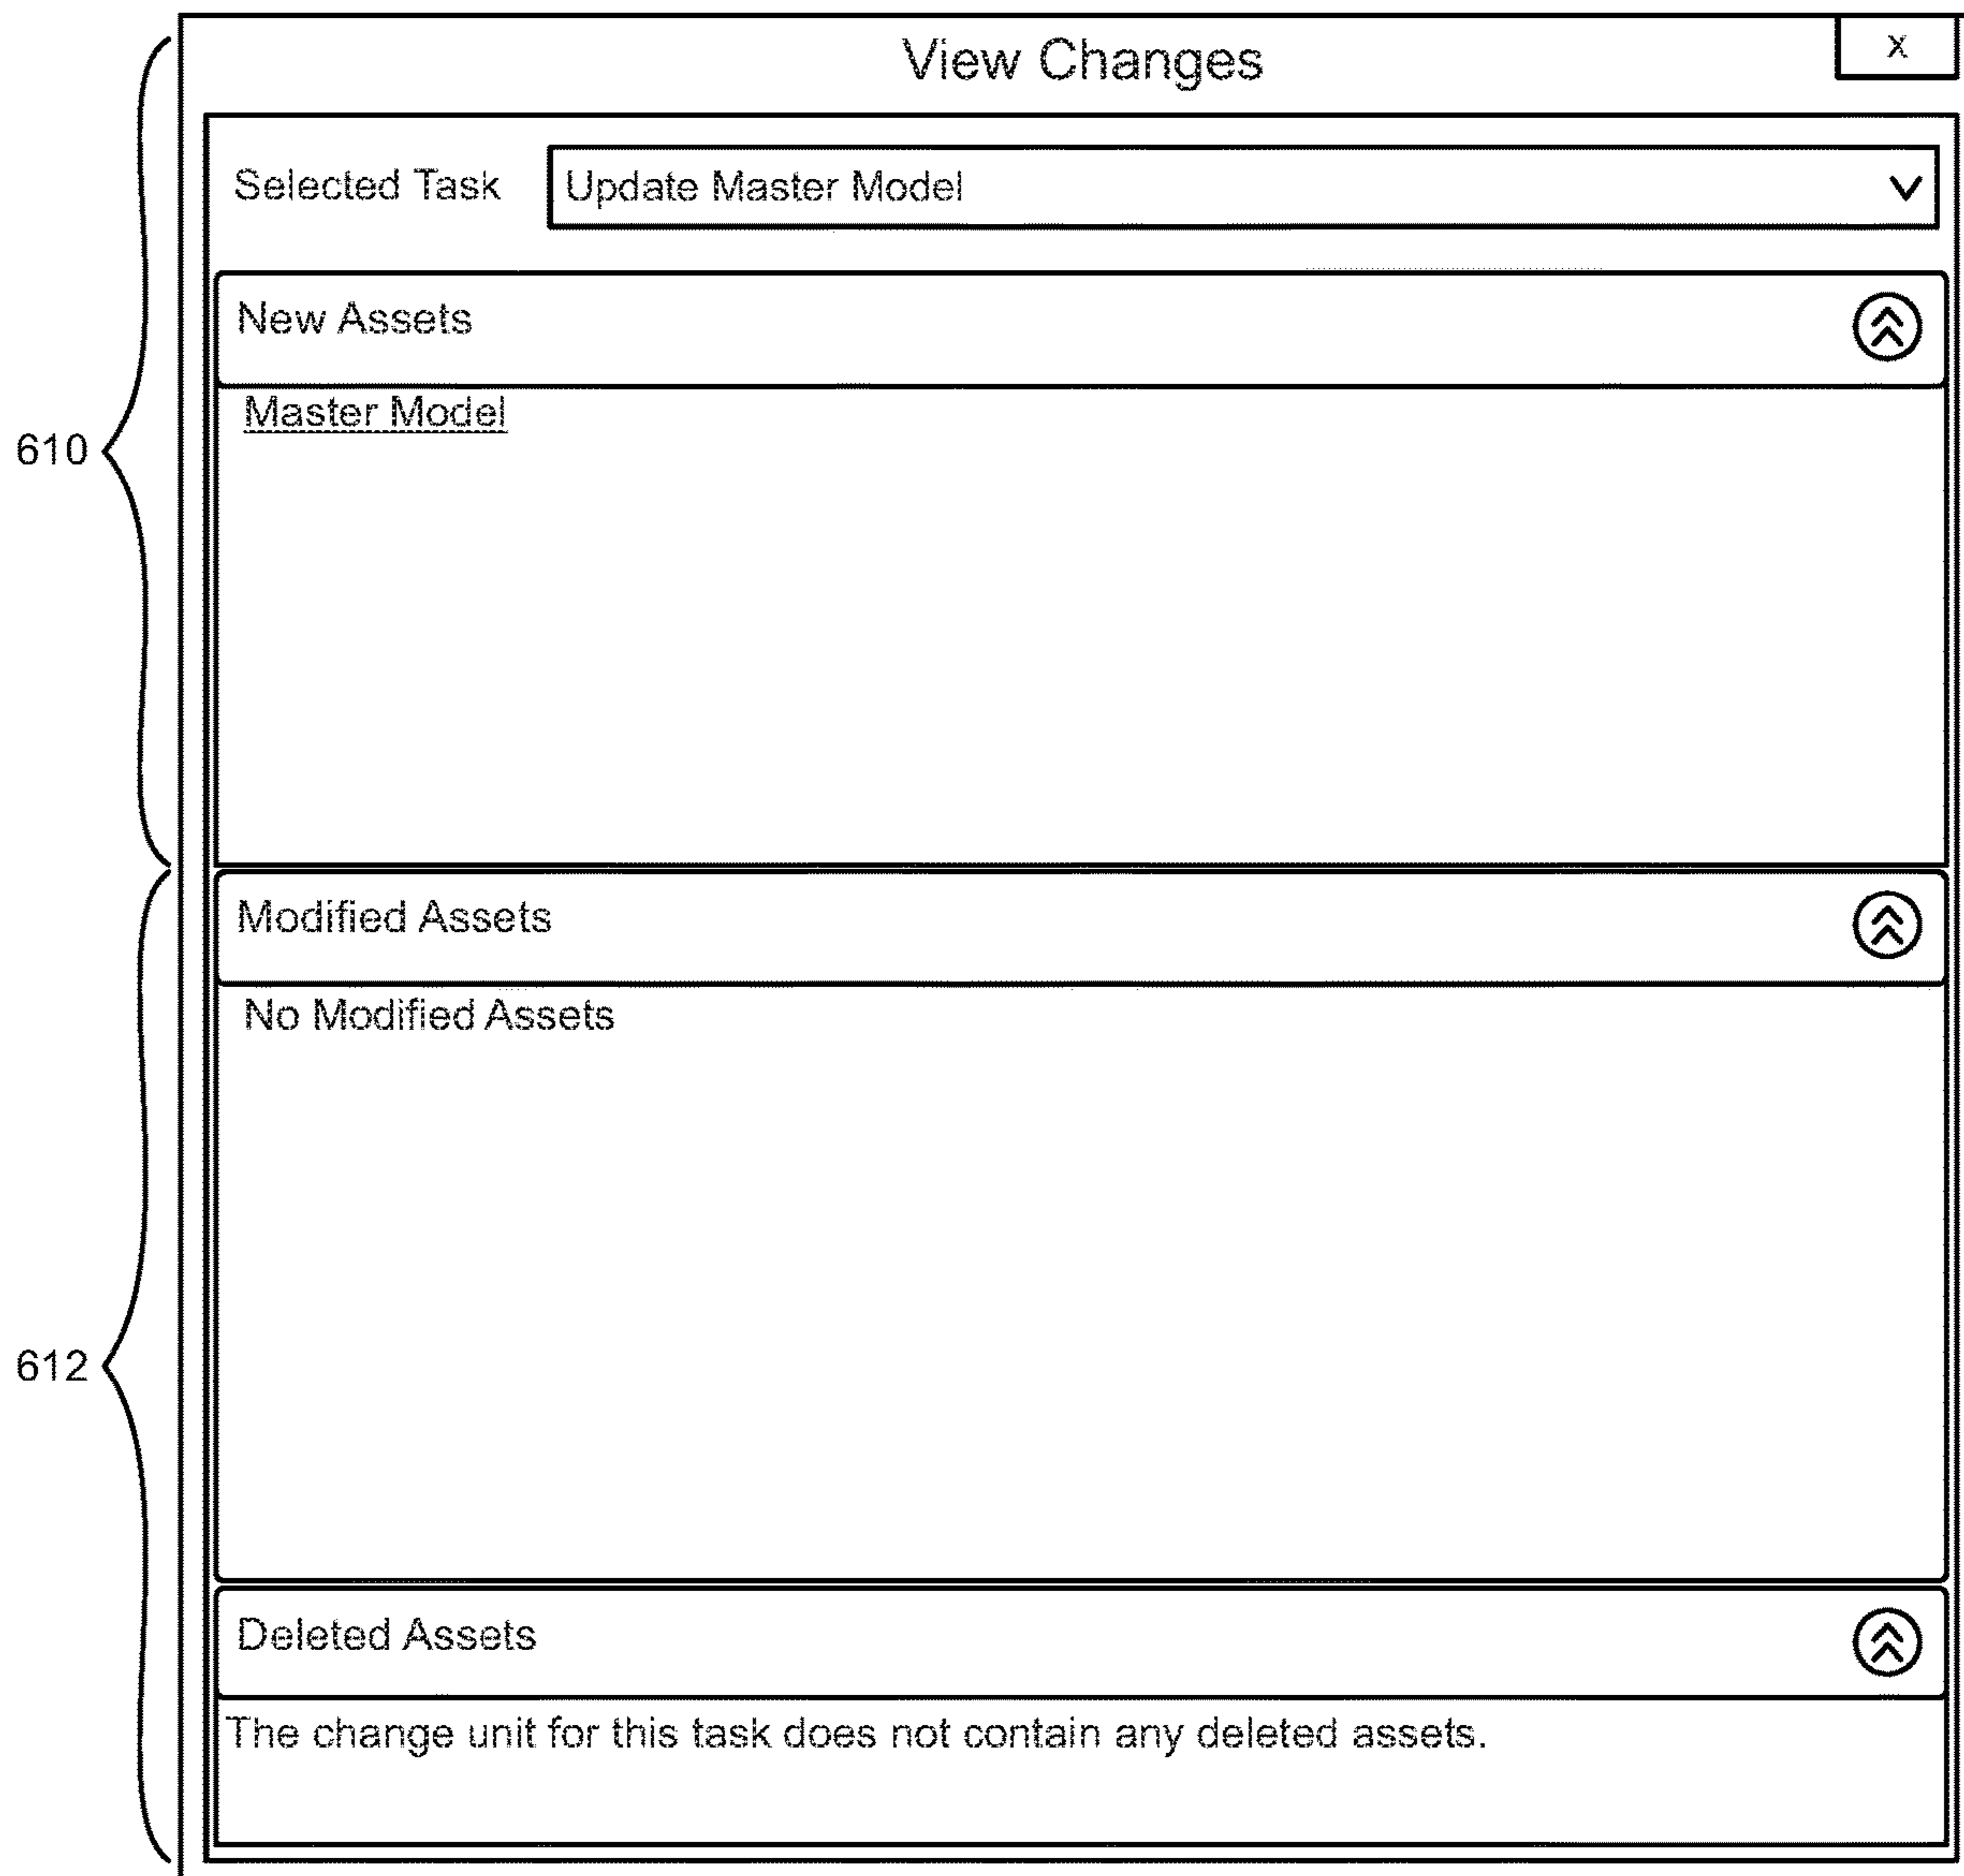 View Changes
x
Selected Task
Update Master Model
New Assets
Master Model
610
Modified Assets
No Modified Assets
612
Deleted Assets
The change unit for this task does not contain any deleted assets.